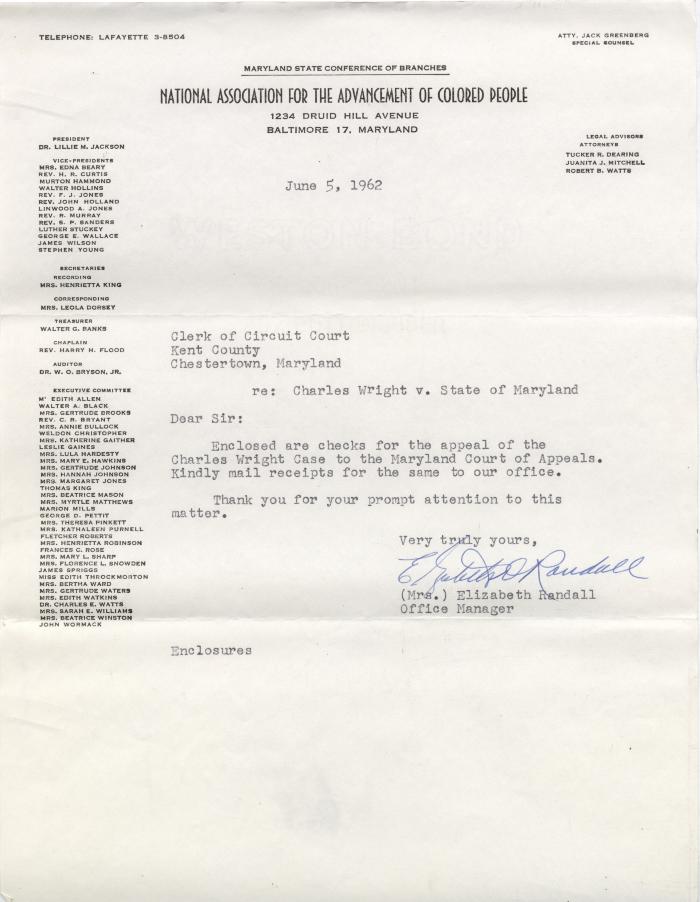 TELEPHONE: LAFAYETTE 3-8504
ATTY. JACK GREENBERG
SPECIAL COUNSEL
MARYLAND STATE CONFERENCE OF BRANCHES
NATIONAL ASSOCIATION FOR THE ADVANCEMENT OF COLORED PEOPLE
1234 DRUID HILL AVENUE
BALTIMORE 17, MARYLAND
LEGAL ADVISORS
ATTORNEYS
TUCKER R. DEARING
JUANITA J. MITCHELL
ROBERT B. WATTS
PRESIDENT
DR. LILLIE M. JACKSON
VICE-PRESIDENTS
MRS. EDNA BEARY
REV. H. R. CURTIS
MURTON HAMMOND
WALTER HOLLINS
REV. F. J. JONES
REV. JOHN HOLLAND
LINWOOD A. JONES
REV. R. MURRAY
REV. S. P. SANDERS
LUTHER STUCKEY
GEORGE E. WALLACE
JAMES WILSON
STEPHEN YOUNG
SECRETARIES
RECORDING
MRS. HENRIETTA KING
CORRESPONDING
MRS. LEOLA DORSEY
TREASURER
WALTER G. BANKS
CHAPLAIN
REV. HARRY H. FLOOD
AUDITOR
DR. W. O. BRYSON, JR.
EXECUTIVE COMMITTEE
M' EDITH ALLEN
WALTER A. BLACK
MRS. GERTRUDE BROOKS
REV. C. R. BRYANT
MRS. ANNIE BULLOCK
WELDON CHRISTOPHER
MRS. KATHERINE GAITHER
LESLIE GAINES
MRS. LULA HARDESTY
MRS. MARY E. HAWKINS
MRS. GERTRUDE JOHNSON
MRS. HANNAH JOHNSON
MRS. MARGARET JONES
THOMAS KING
MRS. BEATRICE MASON
MRS. MYRTLE MATTHEWS
MARION MILLS
GEORGE D. PETTIT
MRS. THERESA PINKETT
MRS. KATHALEEN PURNELL
FLETCHER ROBERTS
MRS. HENRIETTA ROBINSON
FRANCES C. ROSE
MRS. MARY L. SHARP
MRS. FLORENCE L. SNOWDEN
JAMES SPRIGGS
MISS EDITH THROCKMORTON
MRS. BERTHA WARD
MRS. GERTRUDE WATERS
MRS. EDITH WATKINS
DR. CHARLES E. WATTS
MRS. SARAH E. WILLIAMS
MRS. BEATRICE WINSTON
JOHN WORMACK
June 5, 1962
Clerk of Circuit Court
Kent County
Chestertown, Maryland
re: Charles Wright v. State of Maryland
Dear Sir:
Enclosed are checks for the appeal of the
Charles Wright Case to the Maryland Court of Appeals.
Kindly mail receipts for the same to our office.
Thank you for your prompt attention to this
matter.
Very truly yours,
Randall
(Mrs.) Elizabeth Randall
Office Manager
Enclosures